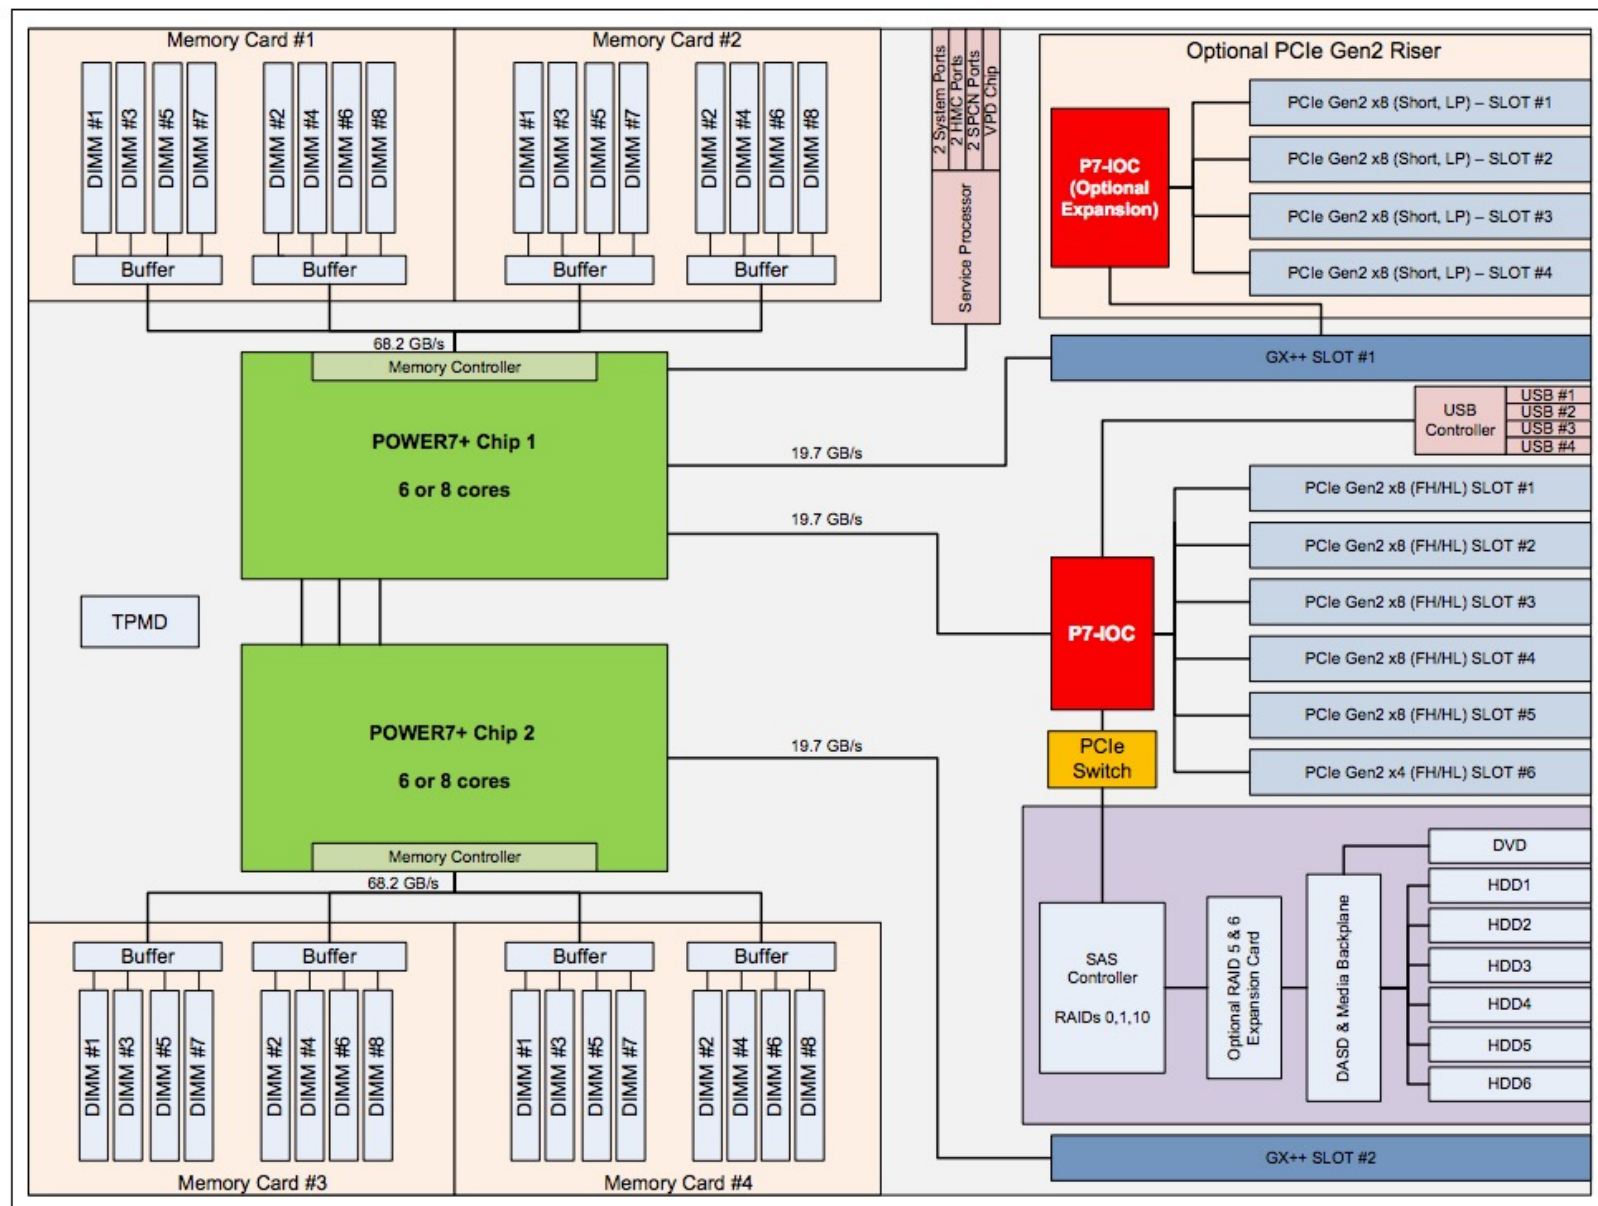 Memory Card #1
DIMM #1
DIMM #3
DIMM #5
DIMM #7
DIMM #2
DIMM #4
DIMM #6
DIMM #8
Buffer
Buffer
Memory Card #2
DIMM #1
DIMM #3
DIMM #5
DIMM #7
DIMM #2
DIMM #4
DIMM #6
DIMM #8
Buffer
Buffer
2 System Ports
2 HMC Ports
2 SPCN Ports
VPD Chip
Service Processor
Optional PCIe Gen2 Riser
P7-IOC
(Optional
Expansion)
PCIe Gen2 x8 (Short, LP) – SLOT #1
PCIe Gen2 x8 (Short, LP) – SLOT #2
PCIe Gen2 x8 (Short, LP) – SLOT #3
PCIe Gen2 x8 (Short, LP) – SLOT #4
68.2 GB/s
Memory Controller
POWER7+ Chip 1
6 or 8 cores
19.7 GB/s
19.7 GB/s
GX++ SLOT #1
USB
Controller
USB #1
USB #2
USB #3
USB #4
PCIe Gen2 x8 (FH/HL) SLOT #1
PCIe Gen2 x8 (FH/HL) SLOT #2
PCIe Gen2 x8 (FH/HL) SLOT #3
PCIe Gen2 x8 (FH/HL) SLOT #4
PCIe Gen2 x8 (FH/HL) SLOT #5
PCIe Gen2 x4 (FH/HL) SLOT #6
P7-IOC
TPMD
POWER7+ Chip 2
6 or 8 cores
19.7 GB/s
Memory Controller
68.2 GB/s
PCIe
Switch
SAS
Controller
RAIDs 0,1,10
Optional RAID 5 & 6
Expansion Card
DASD & Media Backplane
DVD
HDD1
HDD2
HDD3
HDD4
HDD5
HDD6
Buffer
Buffer
DIMM #1
DIMM #3
DIMM #5
DIMM #7
DIMM #2
DIMM #4
DIMM #6
DIMM #8
Memory Card #3
Buffer
Buffer
DIMM #1
DIMM #3
DIMM #5
DIMM #7
DIMM #2
DIMM #4
DIMM #6
DIMM #8
Memory Card #4
GX++ SLOT #2